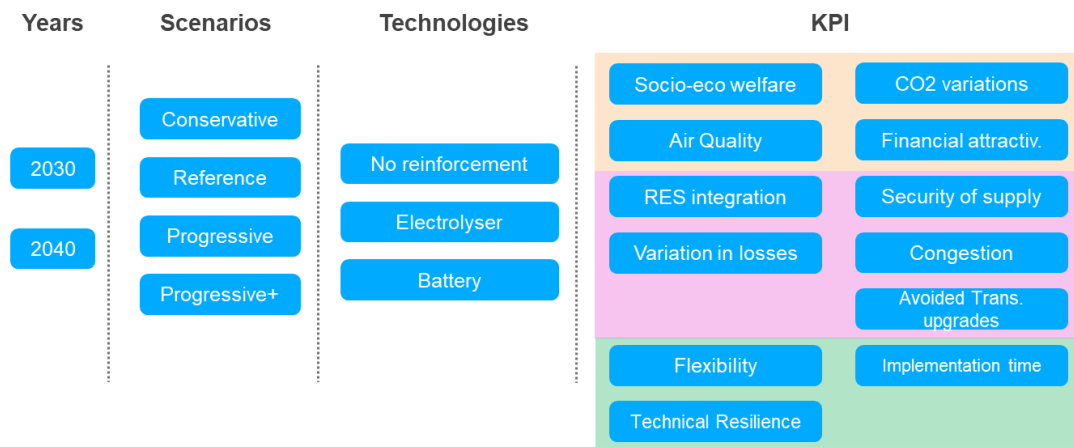 Years
Scenarios
Technologies
KPI
2030
2040
Conservative
Reference
Progressive
Progressive+
No reinforcement
Electrolyser
Battery
Socio-eco welfare
CO2 variations
Air Quality
Financial attractiv.
RES integration
Security of supply
Variation in losses
Congestion
Avoided Trans.
upgrades
Flexibility
Implementation time
Technical Resilience